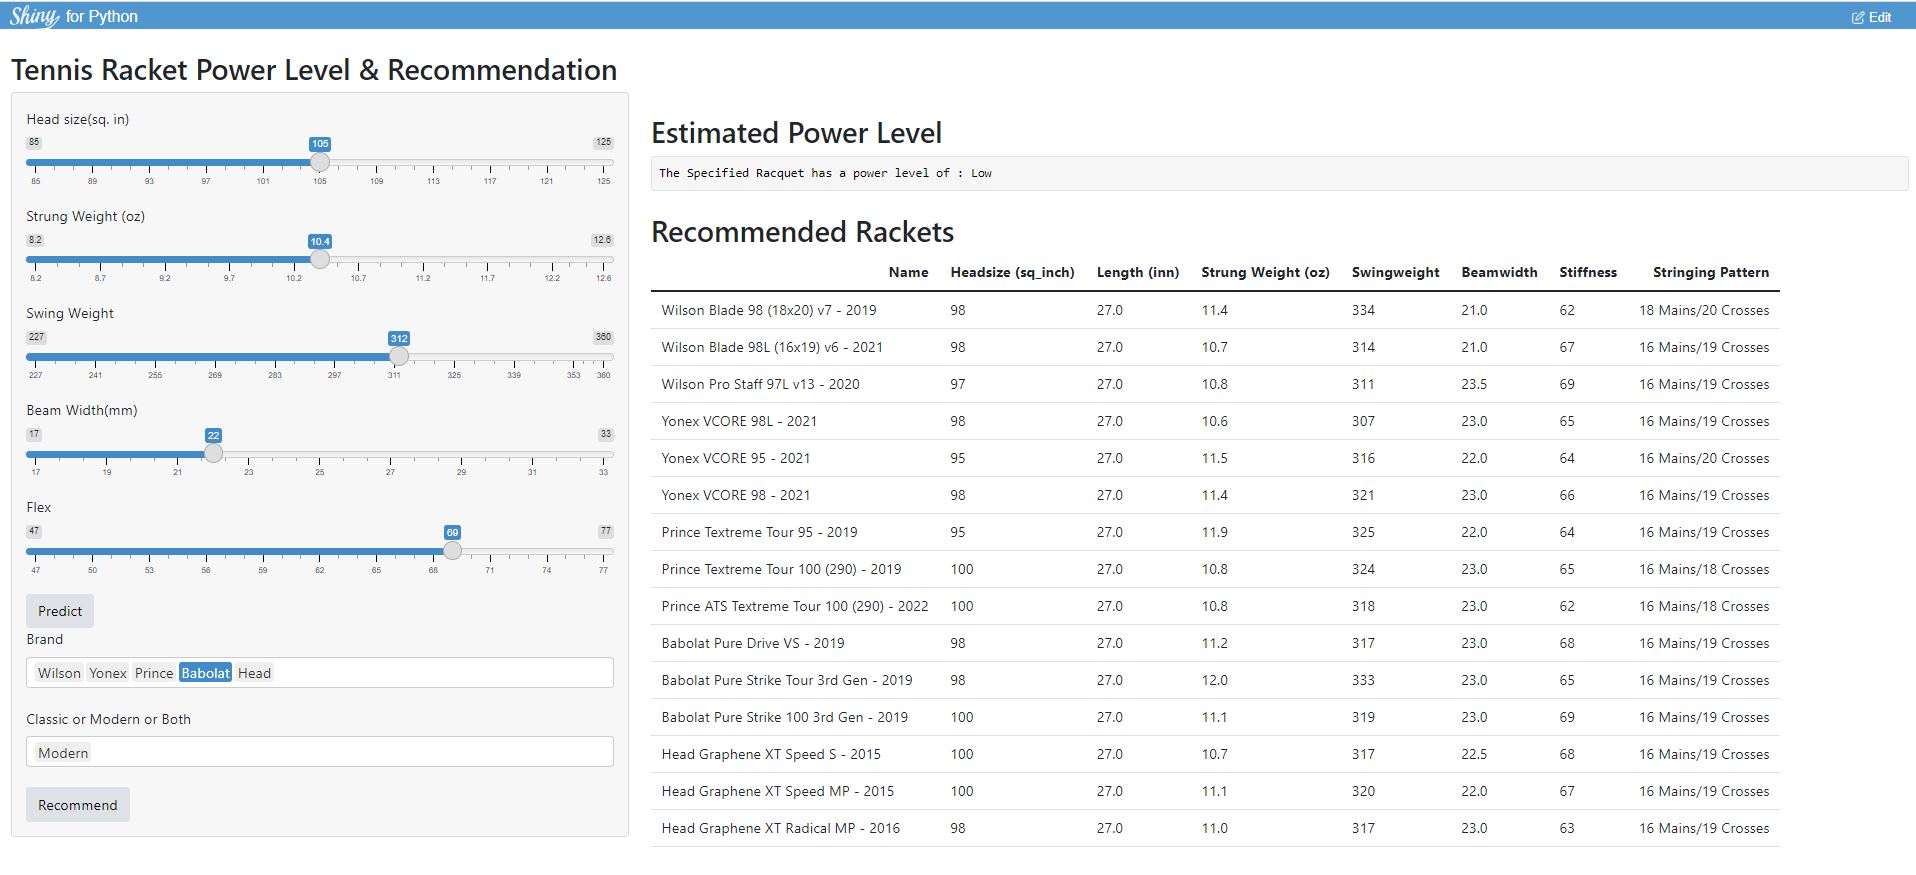 Shiny for Python
Edit
Tennis Racket Power Level & Recommendation
Head size(sq. in)
85 105 125
85 89 93 97 101 105 109 113 117 121 125
Strung Weight (oz)
8.2 10.4 12.6
8.2 8.7 9.2 9.7 10.2 10.7 11.2 11.7 12.2 12.6
Swing Weight
227 312 360
227 241 255 269 283 297 311 325 339 353 360
Beam Width(mm)
17 22 33
17 19 21 23 25 27 29 31 33
Flex
47 69 77
47 50 53 56 59 62 65 68 71 74 77
Predict
Brand
Wilson Yonex Prince Babolat Head
Classic or Modern or Both
Modern
Recommend
Estimated Power Level
The Specified Racquet has a power level of : Low
Recommended Rackets
Name Headsize (sq_inch) Length (inn) Strung Weight (oz) Swingweight Beamwidth Stiffness Stringing Pattern
Wilson Blade 98 (18x20) v7 - 2019 98 27.0 11.4 334 21.0 62 18 Mains/20 Crosses
Wilson Blade 98L (16x19) v6 - 2021 98 27.0 10.7 314 21.0 67 16 Mains/19 Crosses
Wilson Pro Staff 97L v13 - 2020 97 27.0 10.8 311 23.5 69 16 Mains/19 Crosses
Yonex VCORE 98L - 2021 98 27.0 10.6 307 23.0 65 16 Mains/19 Crosses
Yonex VCORE 95 - 2021 95 27.0 11.5 316 22.0 64 16 Mains/20 Crosses
Yonex VCORE 98 - 2021 98 27.0 11.4 321 23.0 66 16 Mains/19 Crosses
Prince Textreme Tour 95 - 2019 95 27.0 11.9 325 22.0 64 16 Mains/19 Crosses
Prince Textreme Tour 100 (290) - 2019 100 27.0 10.8 324 23.0 65 16 Mains/18 Crosses
Prince ATS Textreme Tour 100 (290) - 2022 100 27.0 10.8 318 23.0 62 16 Mains/18 Crosses
Babolat Pure Drive VS - 2019 98 27.0 11.2 317 23.0 68 16 Mains/19 Crosses
Babolat Pure Strike Tour 3rd Gen - 2019 98 27.0 12.0 333 23.0 65 16 Mains/19 Crosses
Babolat Pure Strike 100 3rd Gen - 2019 100 27.0 11.1 319 23.0 69 16 Mains/19 Crosses
Head Graphene XT Speed S - 2015 100 27.0 10.7 317 22.5 68 16 Mains/19 Crosses
Head Graphene XT Speed MP - 2015 100 27.0 11.1 320 22.0 67 16 Mains/19 Crosses
Head Graphene XT Radical MP - 2016 98 27.0 11.0 317 23.0 63 16 Mains/19 Crosses